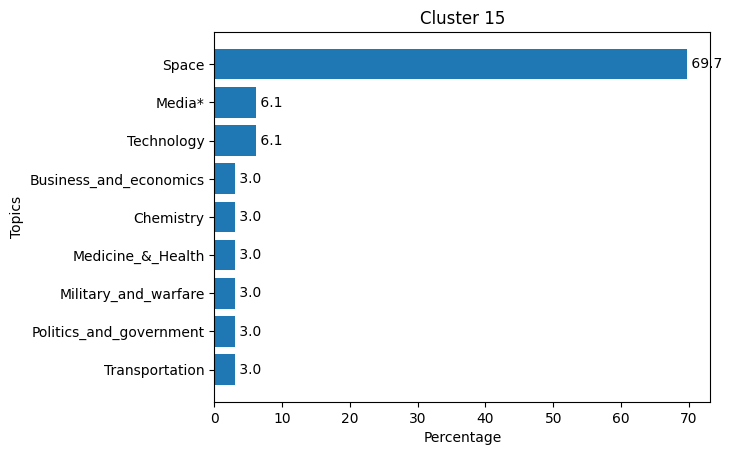 Cluster 15
Topics
Space 69.7
Media* 6.1
Technology 6.1
Business_and_economics 3.0
Chemistry 3.0
Medicine_&_Health 3.0
Military_and_warfare 3.0
Politics_and_government 3.0
Transportation 3.0
0 10 20 30 40 50 60 70
Percentage